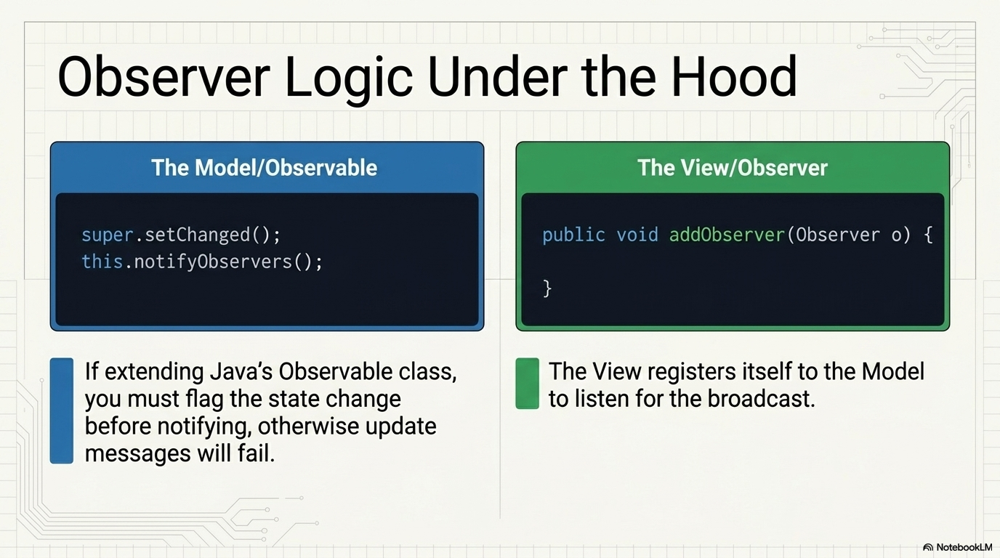 Observer Logic Under the Hood
The Model/Observable
super.setChanged();
this.notifyObservers();
If extending Java's Observable class,
you must flag the state change
before notifying, otherwise update
messages will fail.
The View/Observer
public void addObserver(Observer o) {
}
The View registers itself to the Model
to listen for the broadcast.
NotebookLM